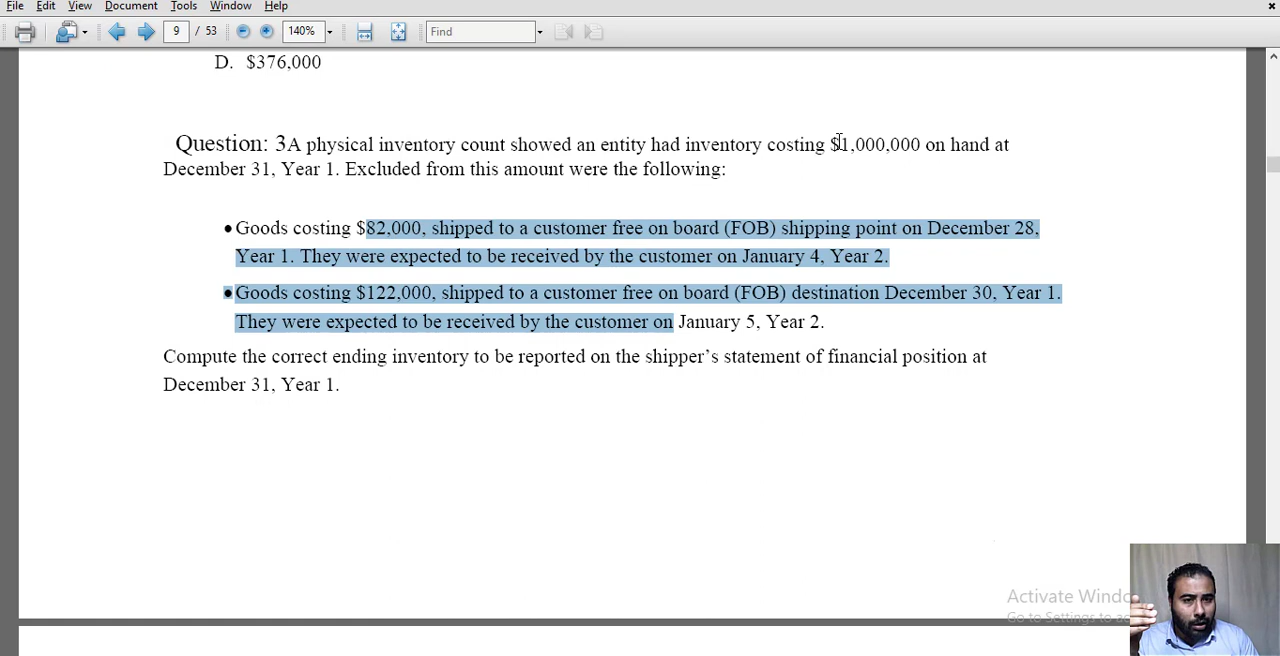 File Edit View Document Tools Window Help
9 / 53 140% Find
D. $376,000
Question: 3A physical inventory count showed an entity had inventory costing $1,000,000 on hand at
December 31, Year 1. Excluded from this amount were the following:
•Goods costing $82,000, shipped to a customer free on board (FOB) shipping point on December 28,
Year 1. They were expected to be received by the customer on January 4, Year 2.
•Goods costing $122,000, shipped to a customer free on board (FOB) destination December 30, Year 1.
They were expected to be received by the customer on January 5, Year 2.
Compute the correct ending inventory to be reported on the shipper’s statement of financial position at
December 31, Year 1.
Activate
Go to Settings to